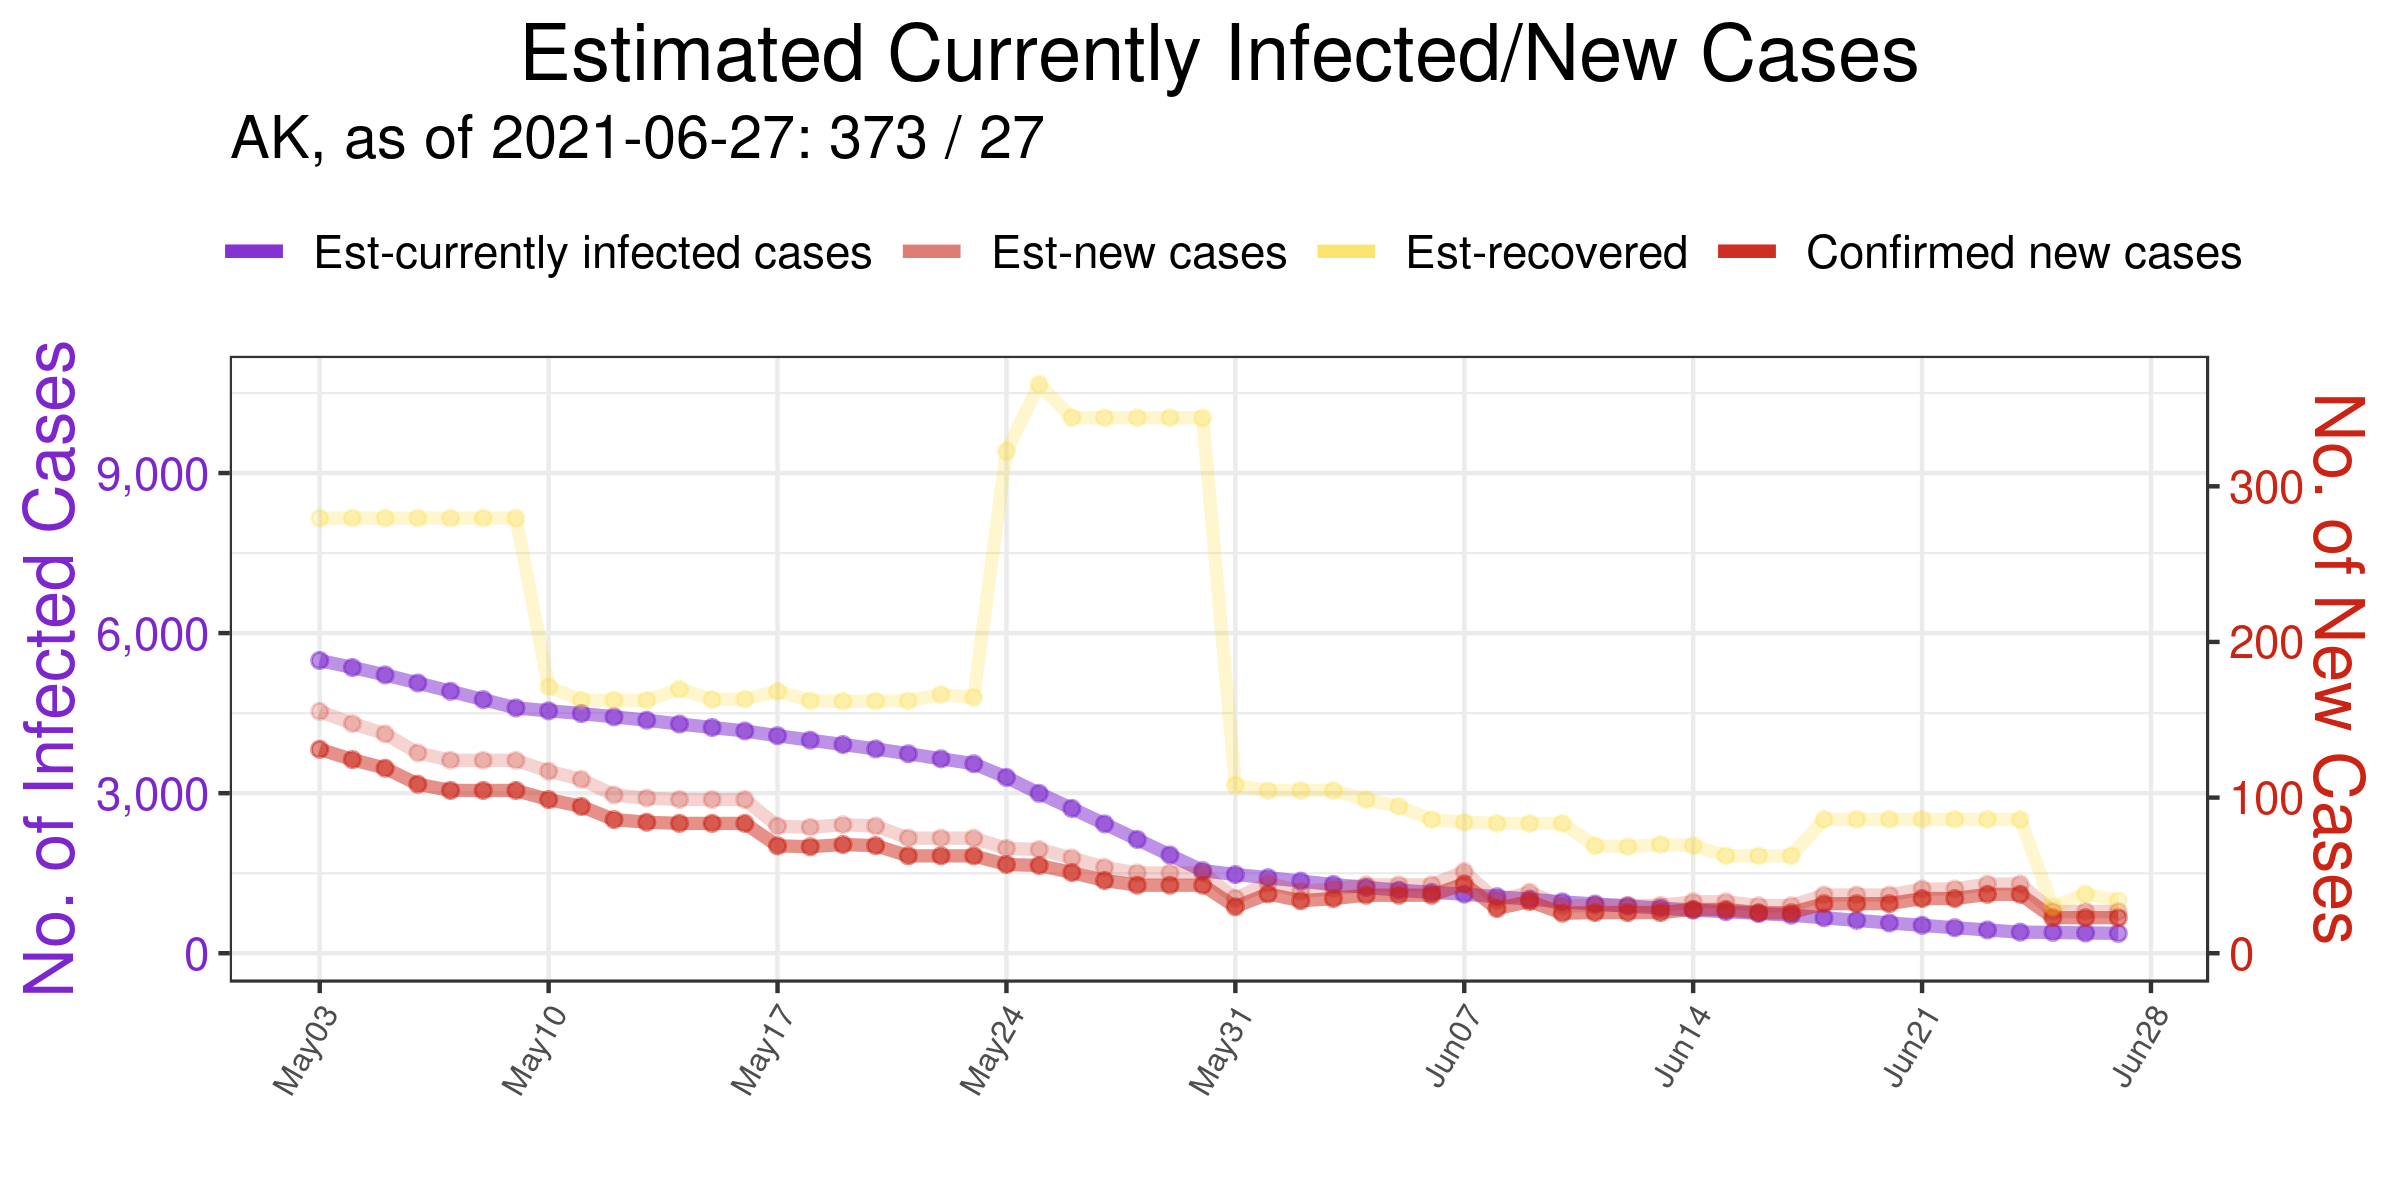 Estimated Currently Infected/New Cases
AK, as of 2021-06-27: 373 / 27
Est-currently infected cases Est-new cases Est-recovered Confirmed new cases
No. of Infected Cases
9,000
6,000
3,000
0
300
200
100
0
No. of New Cases
May03 May10 May17 May24 May31 Jun07 Jun14 Jun21 Jun28